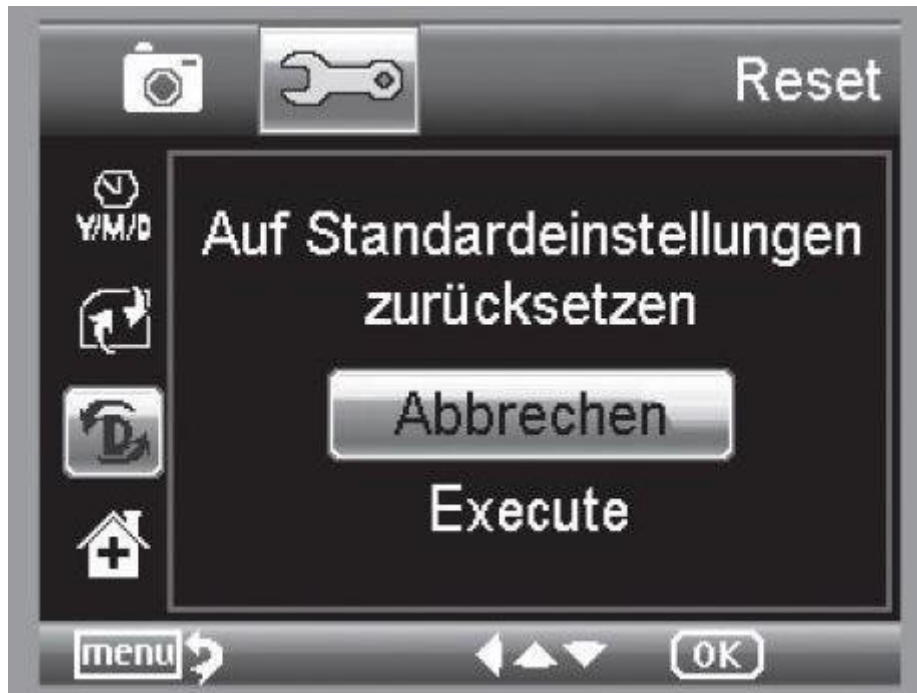 Reset
Y/M/D
Auf Standardeinstellungen
zurücksetzen
D
Abbrechen
Execute
menu
OK